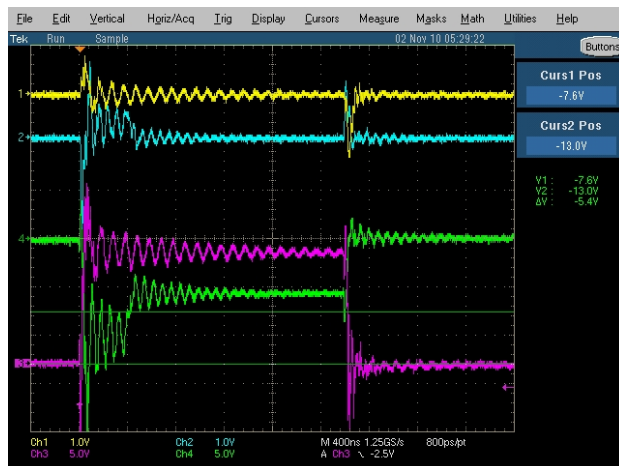 File Edit Vertical Horiz/Acq Trig Display Cursors Measure Masks Math Utilities Help
Tek Run Sample 02 Nov 10 05:29:22
Buttons
Curs1 Pos
-7.6V
Curs2 Pos
-13.0V
V1 : -7.6V
V2 : -13.0V
ΔV : -5.4V
1
2
4
Ch1 1.0V Ch2 1.0V M 400ns 1.25GS/s 800ps/pt
Ch3 5.0V Ch4 5.0V A Ch3 \ -2.5V